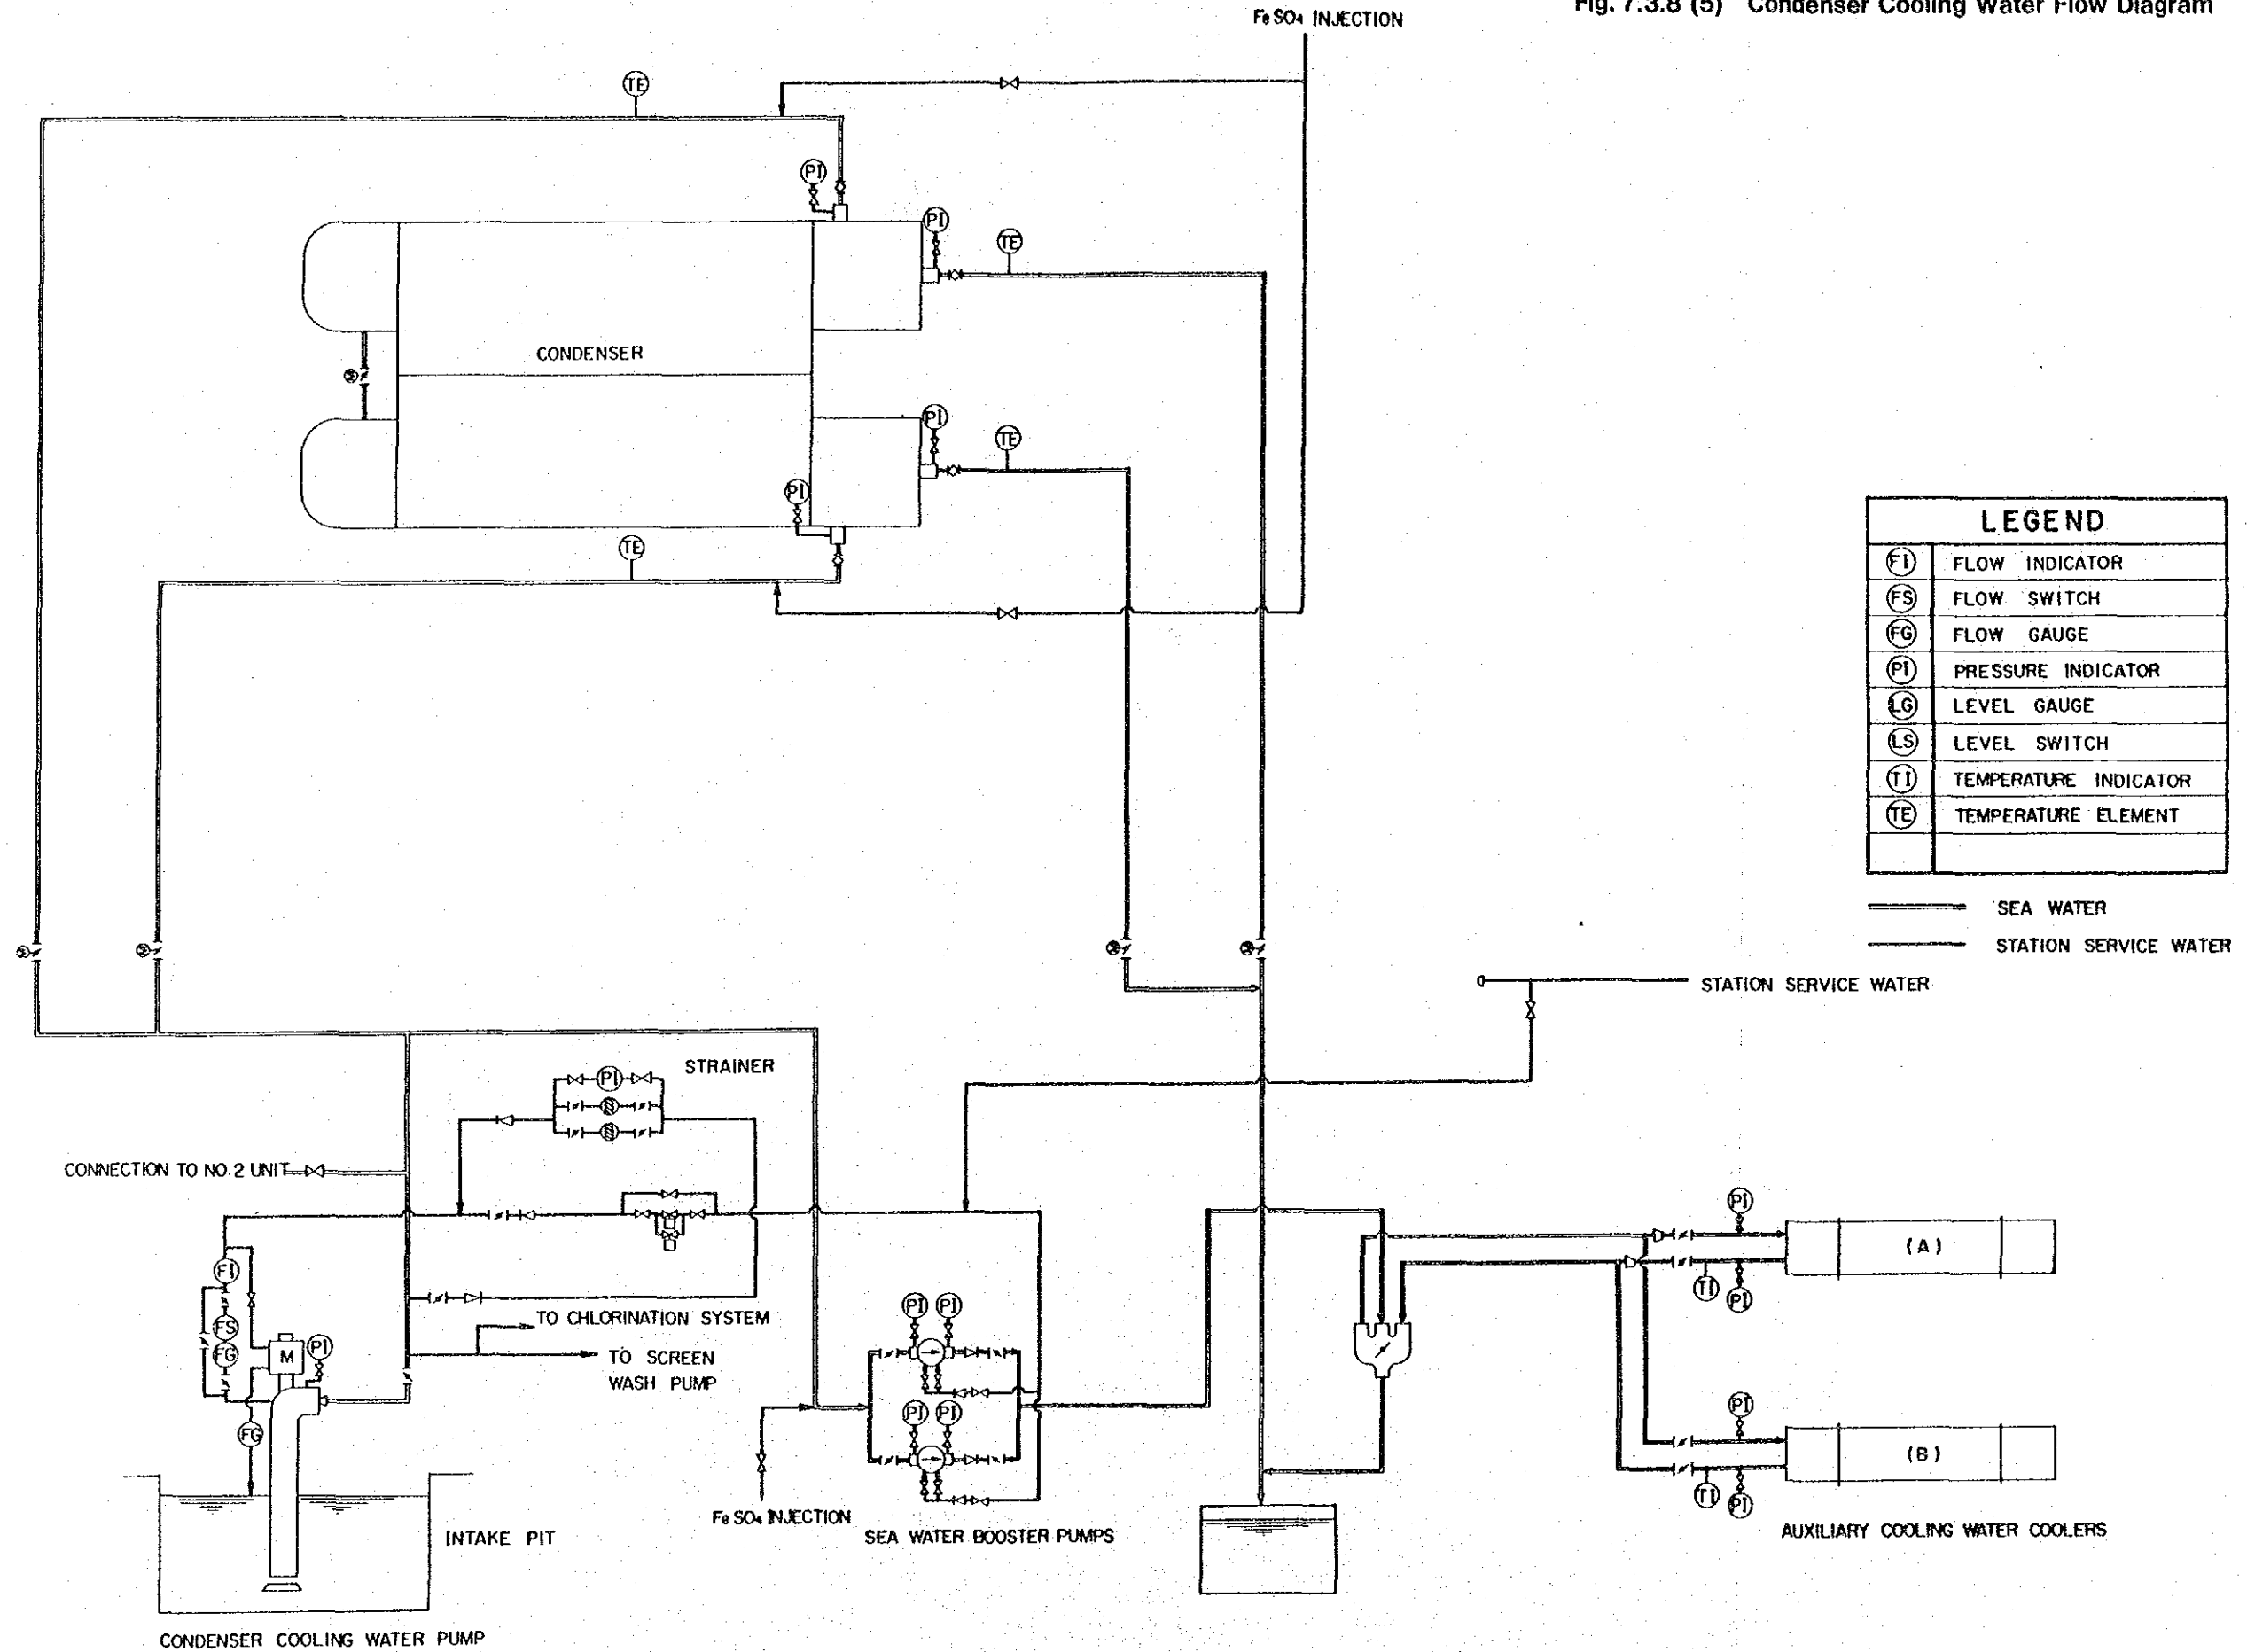 Fig. 7.3.8 (5) Condenser Cooling Water Flow Diagram
FeSO₄ INJECTION
TE
PI
PI
TE
CONDENSER
PI
TE
PI
TE
LEGEND
FI FLOW INDICATOR
FS FLOW SWITCH
FG FLOW GAUGE
PI PRESSURE INDICATOR
LG LEVEL GAUGE
LS LEVEL SWITCH
TI TEMPERATURE INDICATOR
TE TEMPERATURE ELEMENT
SEA WATER
STATION SERVICE WATER
STATION SERVICE WATER
STRAINER
PI
CONNECTION TO NO.2 UNIT
PI
(A)
TI
PI
FI
FS
FG
M
PI
TO CHLORINATION SYSTEM
TO SCREEN
WASH PUMP
PI PI
PI PI
FG
PI
(B)
TI
PI
FeSO₄ INJECTION
INTAKE PIT
SEA WATER BOOSTER PUMPS
AUXILIARY COOLING WATER COOLERS
CONDENSER COOLING WATER PUMP